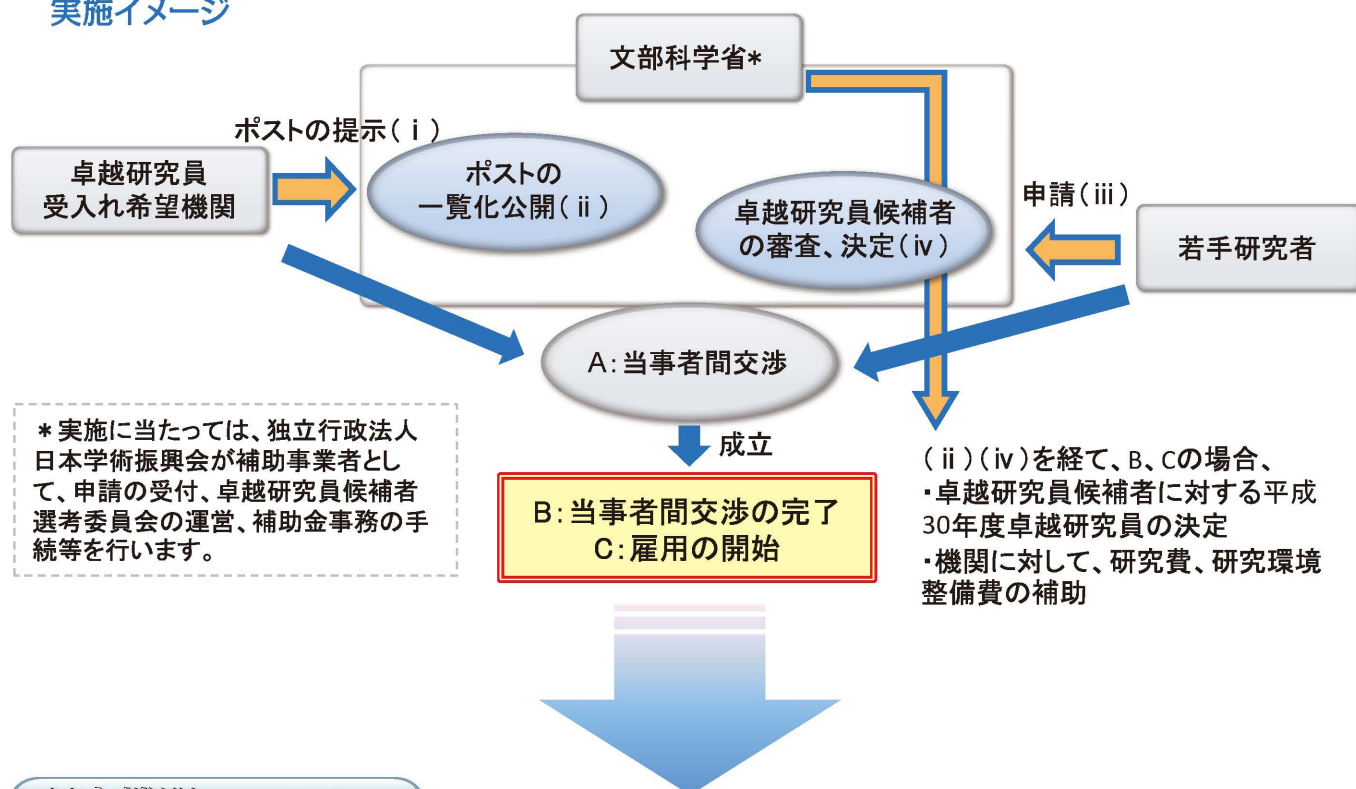 実施イメージ
文部科学省*
ポストの提示(ⅰ)
卓越研究員
受入れ希望機関
ポストの
一覧化公開(ⅱ)
卓越研究員候補者
の審査、決定(ⅳ)
申請(ⅲ)
若手研究者
A:当事者間交渉
成立
*実施に当たっては、独立行政法人
日本学術振興会が補助事業者とし
て、申請の受付、卓越研究員候補者
選考委員会の運営、補助金事務の手
続等を行います。
B:当事者間交渉の完了
C:雇用の開始
(ⅱ)(ⅳ)を経て、B、Cの場合、
・卓越研究員候補者に対する平成
30年度卓越研究員の決定
・機関に対して、研究費、研究環境
整備費の補助